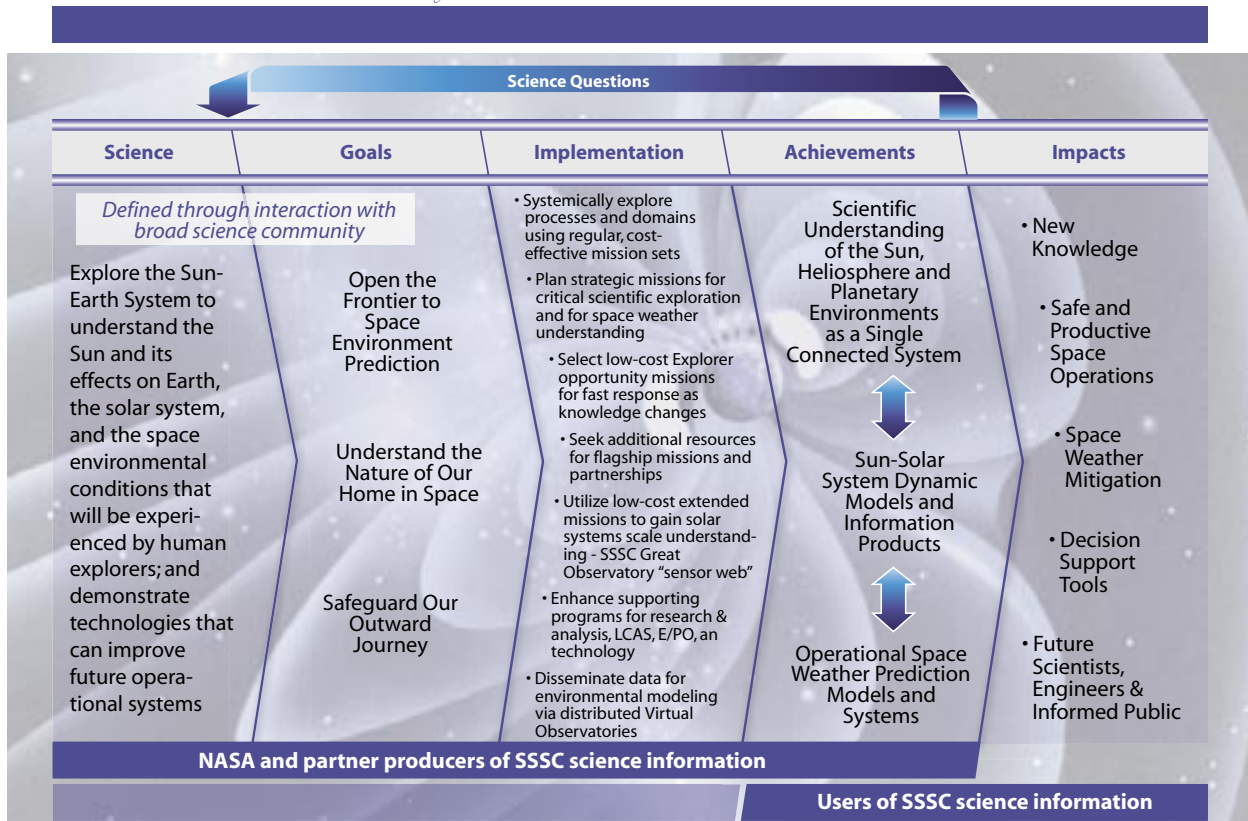 Science Questions
Science
Goals
Implementation
Achievements
Impacts
Defined through interaction with
broad science community
Explore the Sun-
Earth System to
understand the
Sun and its
effects on Earth,
the solar system,
and the space
environmental
conditions that
will be experi-
enced by human
explorers; and
demonstrate
technologies that
can improve
future opera-
tional systems
Open the
Frontier to
Space
Environment
Prediction
Understand the
Nature of Our
Home in Space
Safeguard Our
Outward
Journey
• Systemically explore
processes and domains
using regular, cost-
effective mission sets
• Plan strategic missions for
critical scientific exploration
and for space weather
understanding
• Select low-cost Explorer
opportunity missions
for fast response as
knowledge changes
• Seek additional resources
for flagship missions and
partnerships
• Utilize low-cost extended
missions to gain solar
systems scale understand-
ing - SSSC Great
Observatory “sensor web”
• Enhance supporting
programs for research &
analysis, LCAS, E/PO, an
technology
• Disseminate data for
environmental modeling
via distributed Virtual
Observatories
Scientific
Understanding
of the Sun,
Heliosphere and
Planetary
Environments
as a Single
Connected System
Sun-Solar
System Dynamic
Models and
Information
Products
Operational Space
Weather Prediction
Models and
Systems
• New
Knowledge
• Safe and
Productive
Space
Operations
• Space
Weather
Mitigation
• Decision
Support
Tools
• Future
Scientists,
Engineers &
Informed Public
NASA and partner producers of SSSC science information
Users of SSSC science information